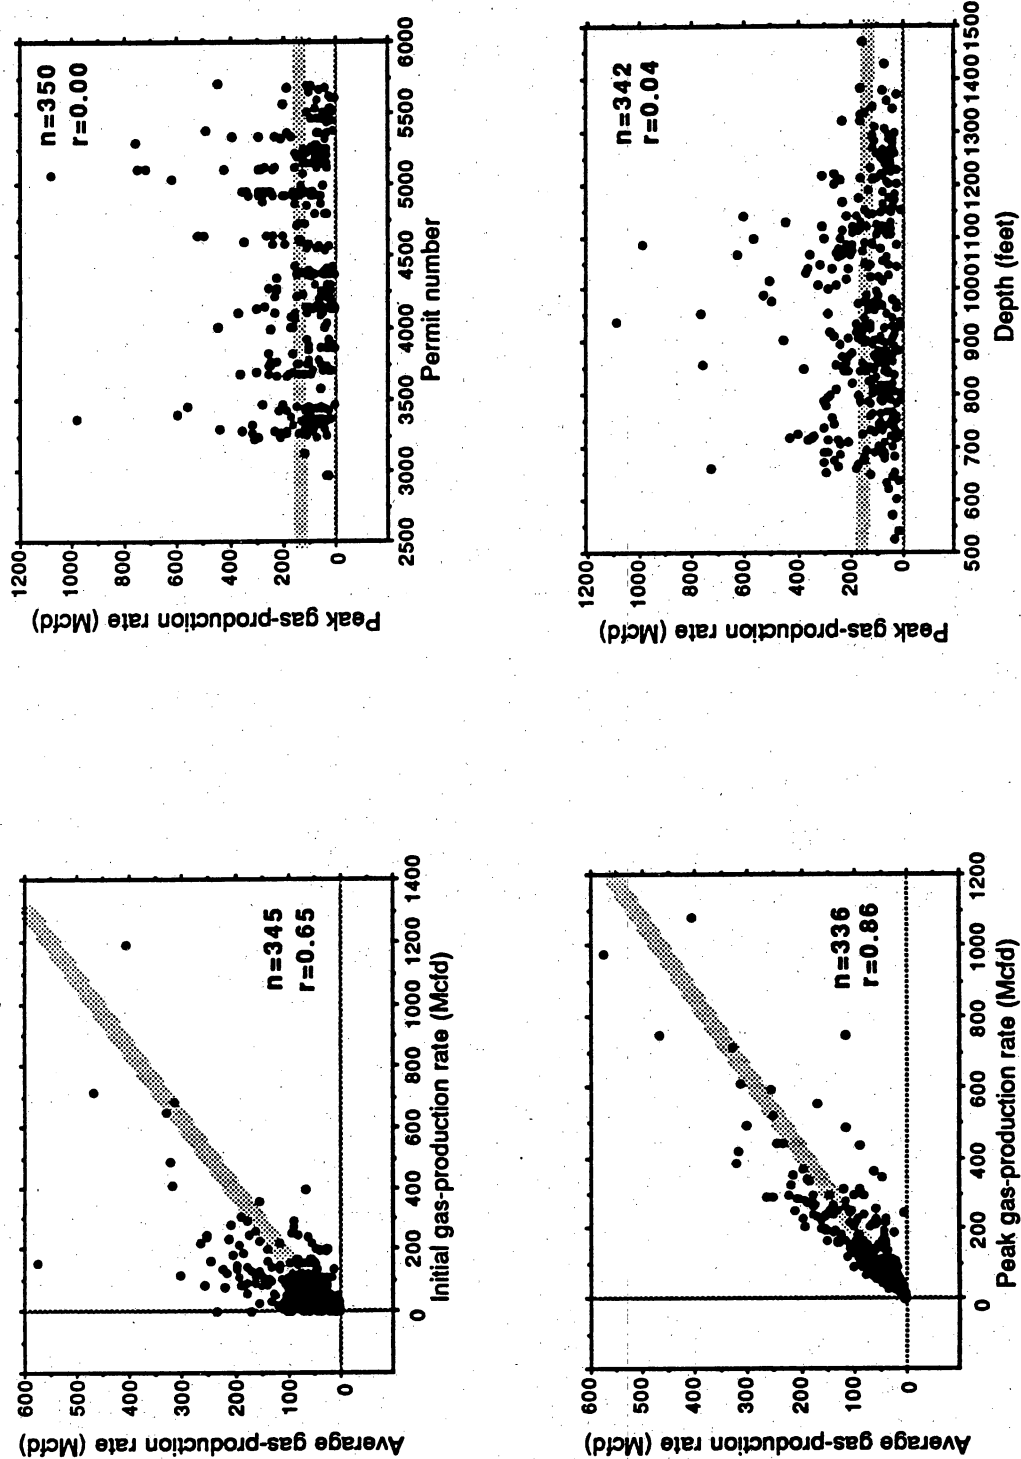 1200
1000
800
600
400
200
0
Peak gas-production rate (Mcfd)
n=350
r=0.00
2500 3000 3500 4000 4500 5000 5500 6000
Permit number
1200
1000
800
600
400
200
0
Peak gas-production rate (Mcfd)
n=342
r=0.04
500 600 700 800 900 1000 1100 1200 1300 1400 1500
Depth (feet)
600
500
400
300
200
100
0
Average gas-production rate (Mcfd)
n=345
r=0.65
0 200 400 600 800 1000 1200 1400
Initial gas-production rate (Mcfd)
600
500
400
300
200
100
0
Average gas-production rate (Mcfd)
n=336
r=0.86
0 200 400 600 800 1000 1200
Peak gas-production rate (Mcfd)